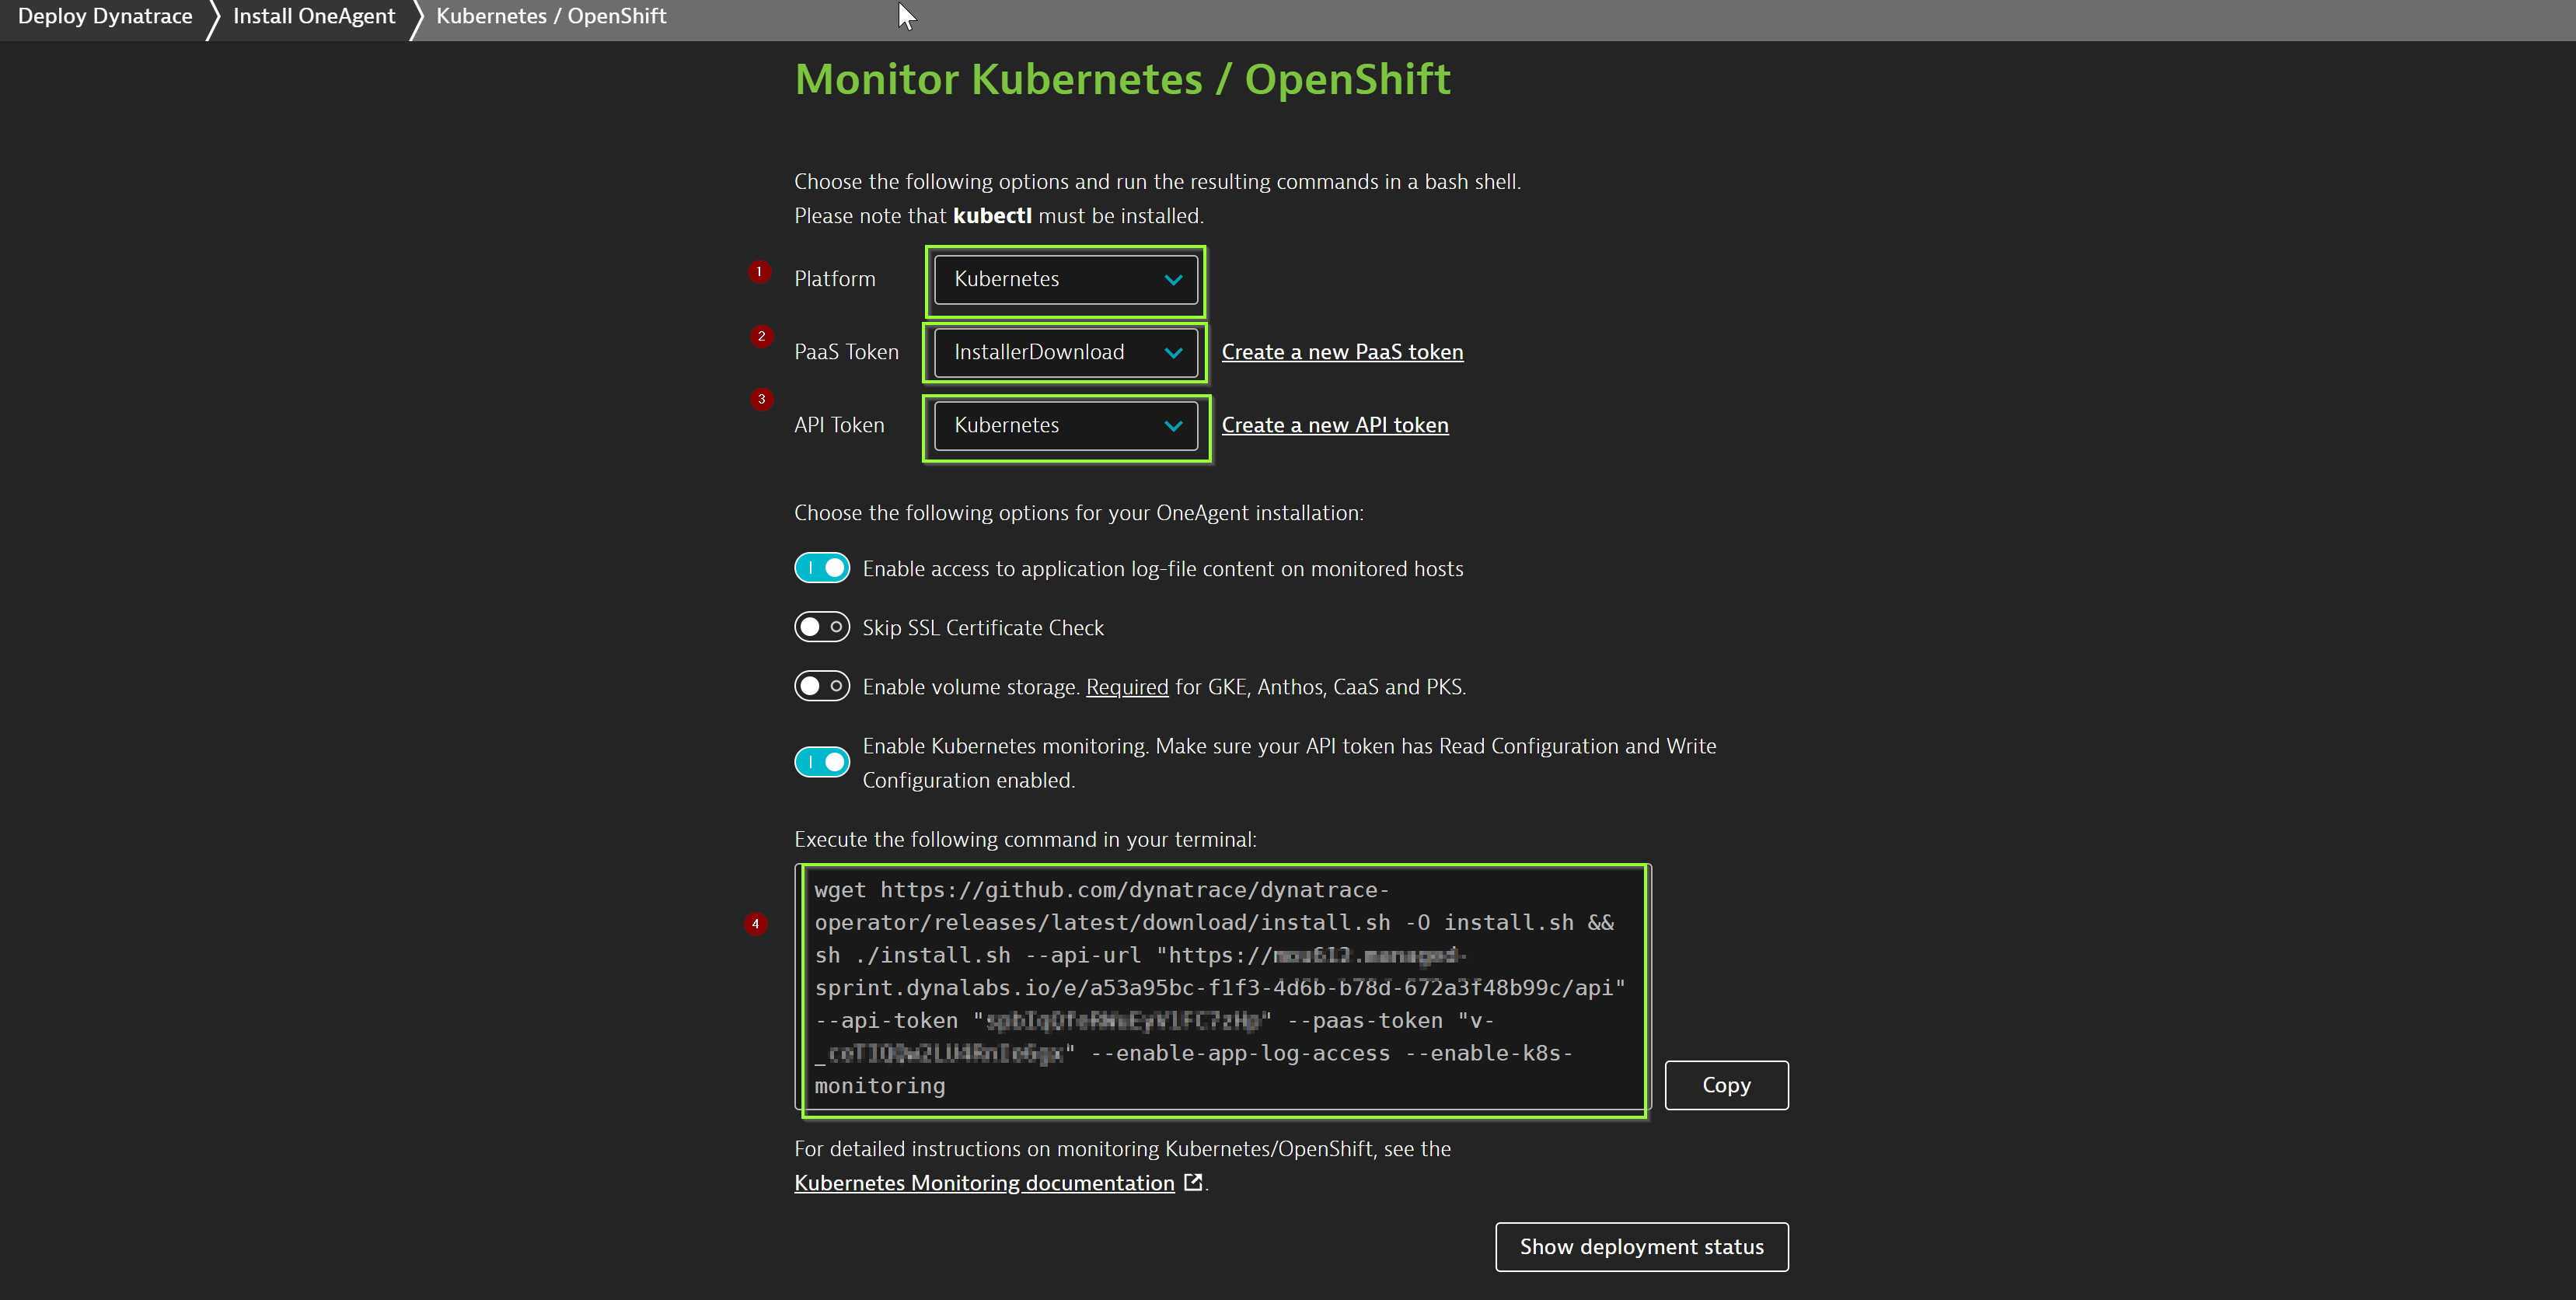 Deploy Dynatrace
Install OneAgent
Kubernetes / OpenShift
Monitor Kubernetes / OpenShift
Choose the following options and run the resulting commands in a bash shell.
Please note that kubectl must be installed.
1 Platform Kubernetes
2 PaaS Token InstallerDownload Create a new PaaS token
3 API Token Kubernetes Create a new API token
Choose the following options for your OneAgent installation:
Enable access to application log-file content on monitored hosts
Skip SSL Certificate Check
Enable volume storage. Required for GKE, Anthos, CaaS and PKS.
Enable Kubernetes monitoring. Make sure your API token has Read Configuration and Write
Configuration enabled.
Execute the following command in your terminal:
wget https://github.com/dynatrace/dynatrace-
operator/releases/latest/download/install.sh -O install.sh &&
4
sh ./install.sh --api-url "https://
sprint.dynalabs.io/e/a53a95bc-f1f3-4d6b-b78d-672a3f48b99c/api"
--api-token " " --paas-token "v-
_ " --enable-app-log-access --enable-k8s-
monitoring
Copy
For detailed instructions on monitoring Kubernetes/OpenShift, see the
Kubernetes Monitoring documentation.
Show deployment status